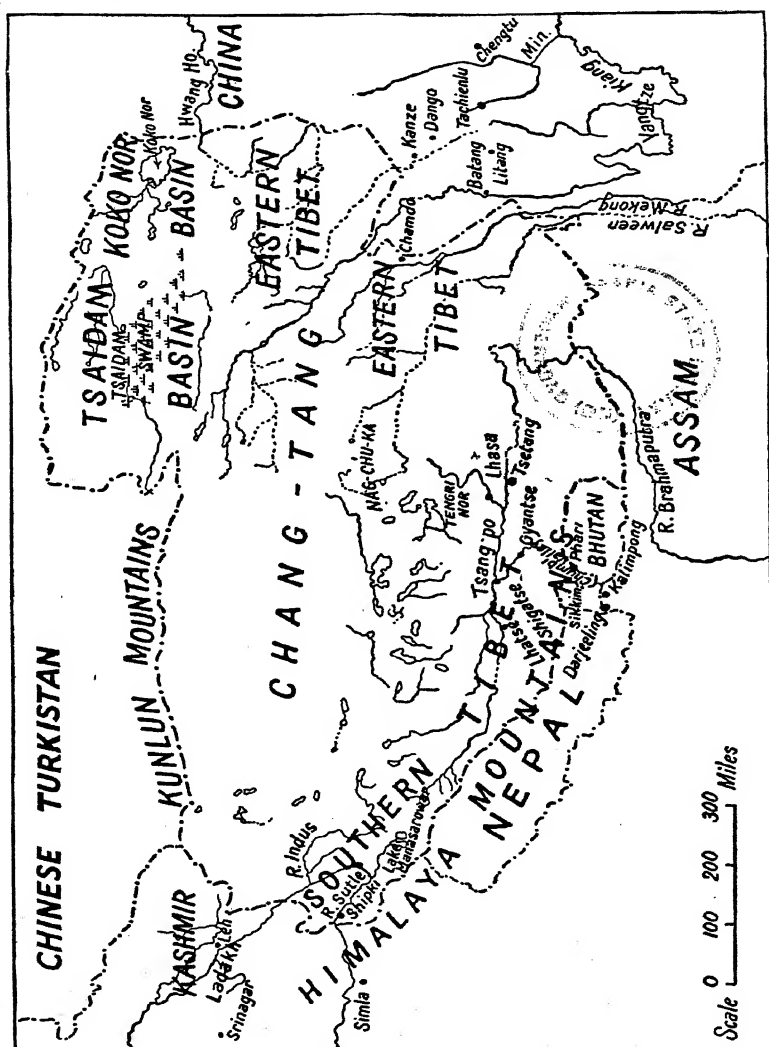 CHINESE TURKISTAN
KUNLUN MOUNTAINS
TSAIDAM
TSAIDAM
SWAMP
BASIN
KOKO NOR
Koko Nor
BASIN
Hwang Ho.
CHINA
KASHMIR
Ladakh
Leh
Srinagar
CHANG-TANG
EASTERN
TIBET
EASTERN
TIBET
NAG-CHU-KA
TENGRI
NOR
Chamdo
Kanze
Dango
Batang
Litang
Tachienlu
Chengtu
Min.
Yangtze
Kiang
R. Mekong
R. Salween
R. Indus
R. Sutlej
Shipki
Simla
Lake
Manasarowar
SOUTHERN
TIBET
HIMALAYA MOUNTAINS
NEPAL
Tsang po
Lhasa
Tsetang
Gyantse
Shigatse
Lhatse
Sikkim
Phari
Darjeeling
Kalimpong
BHUTAN
R. Brahmaputra
ASSAM
Scale 0 100 200 300 Miles